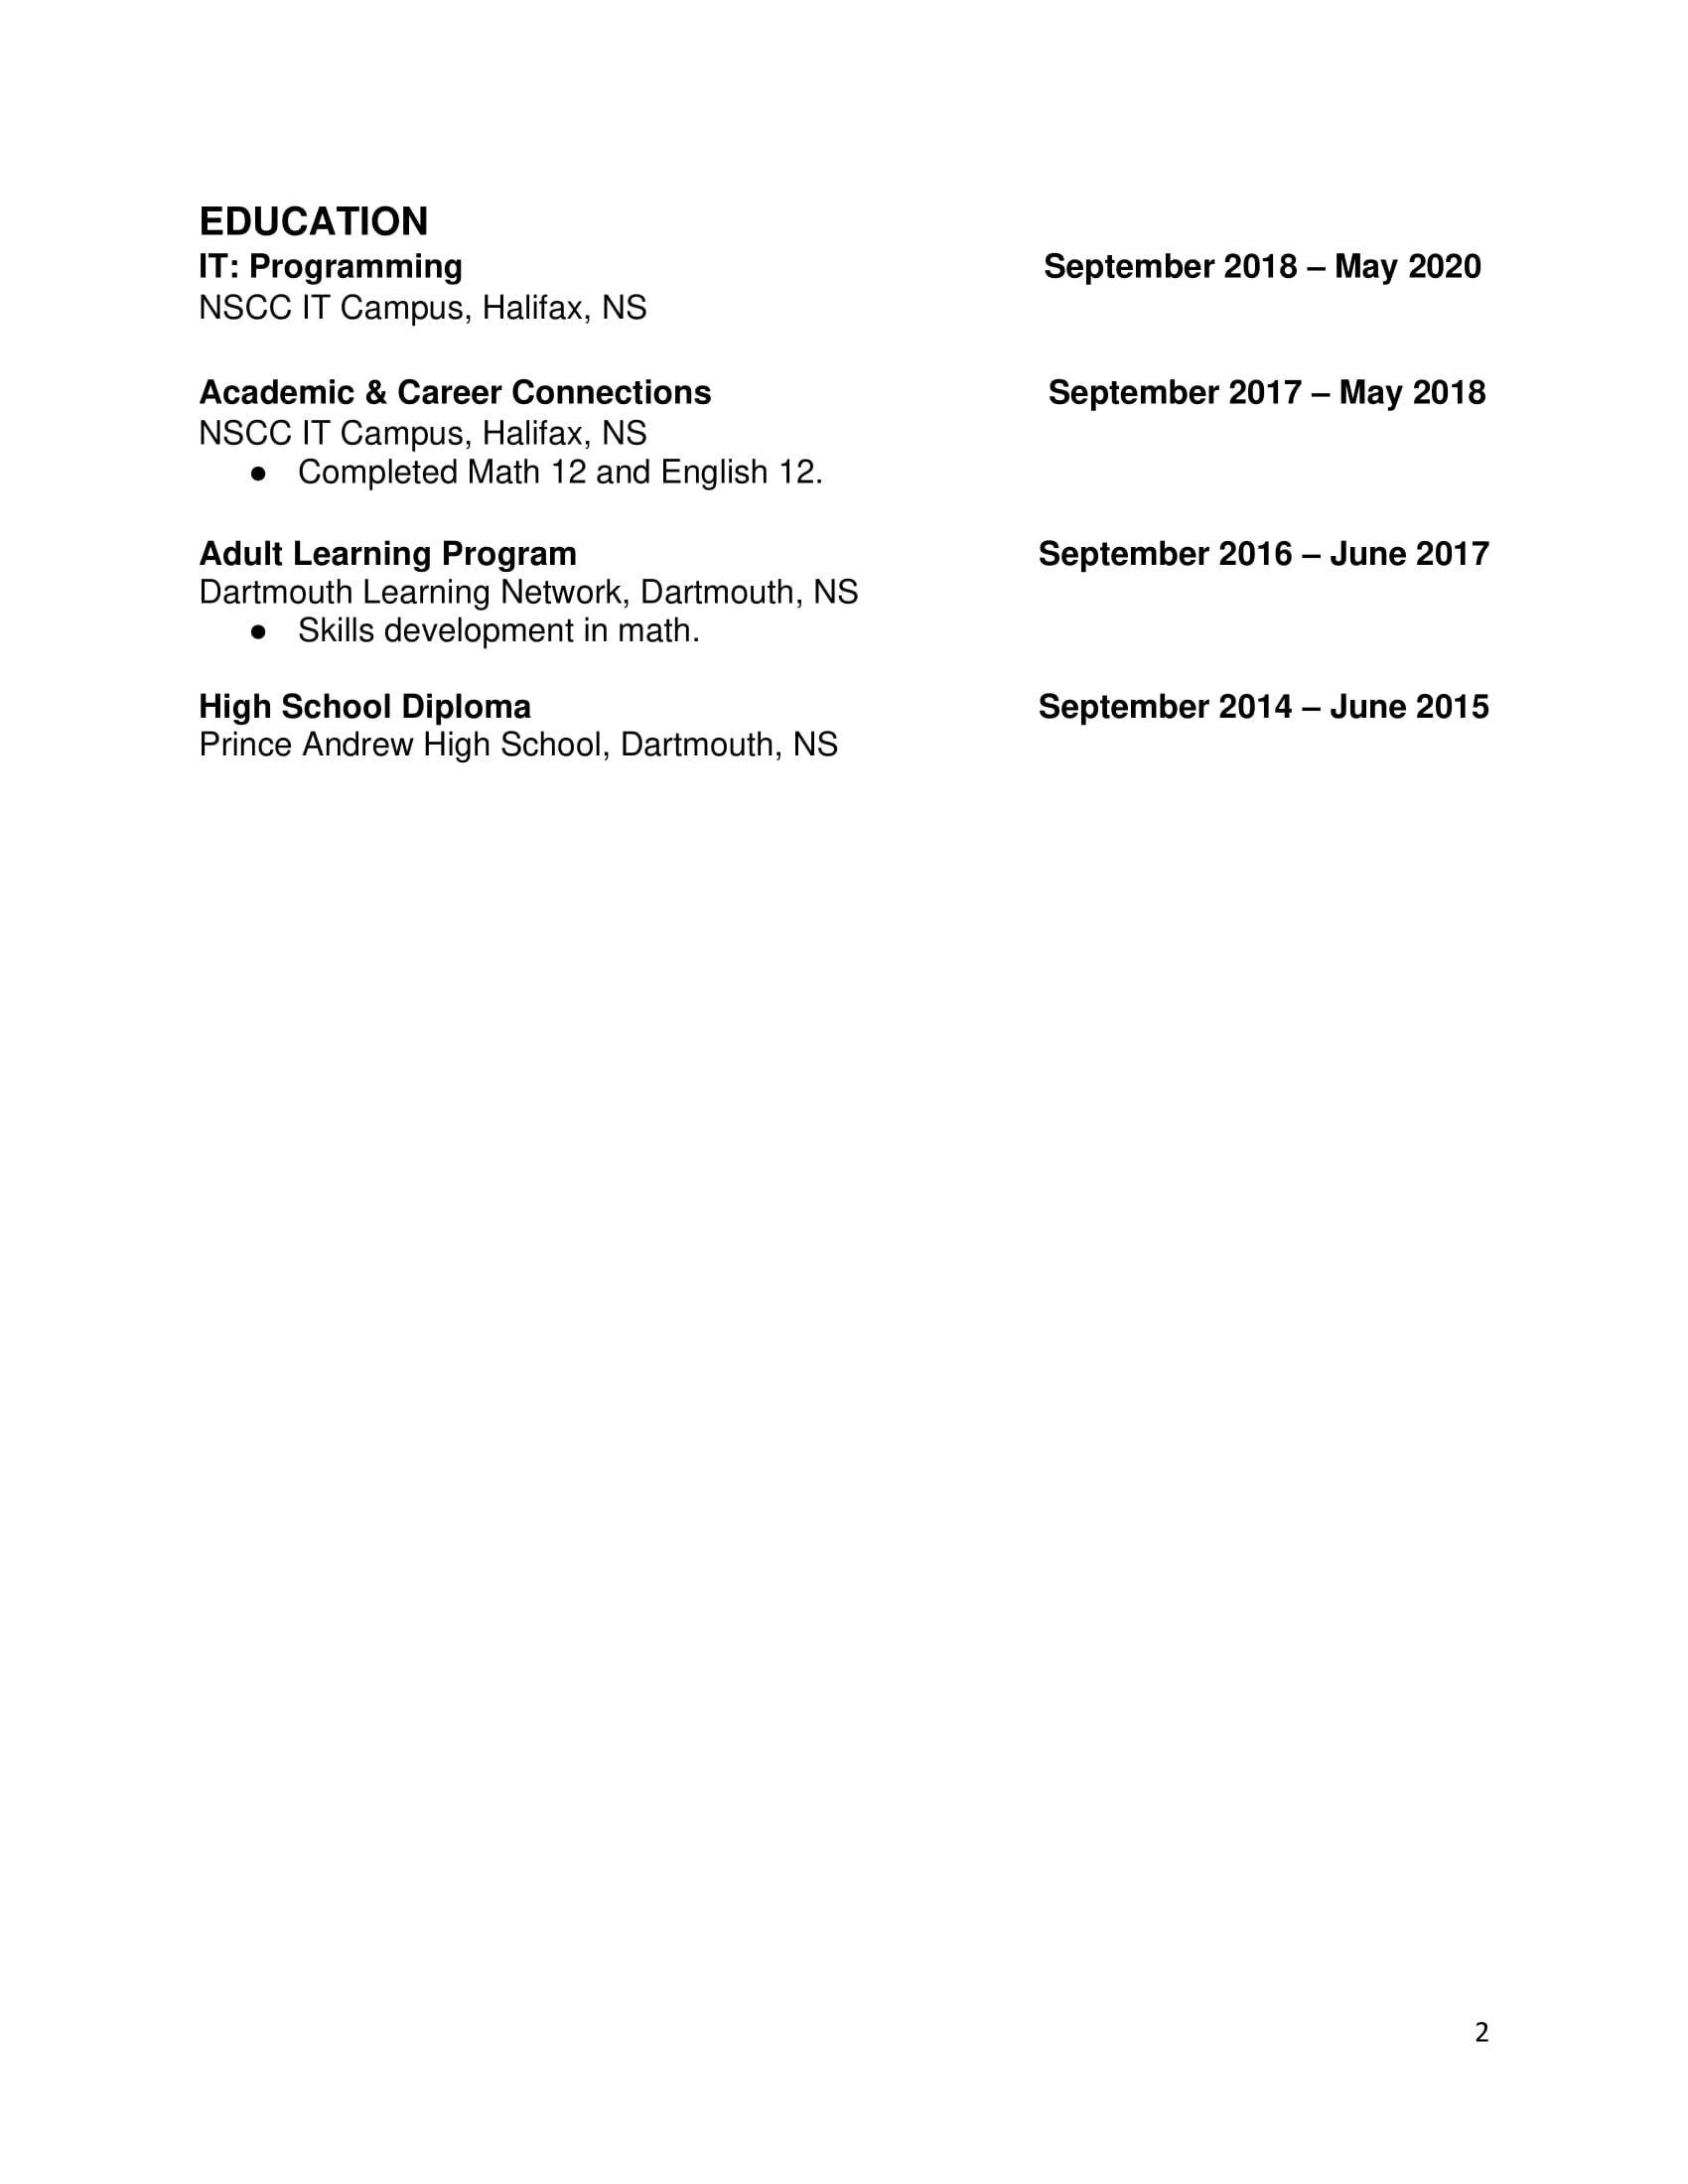 EDUCATION
IT: Programming September 2018 – May 2020
NSCC IT Campus, Halifax, NS
Academic & Career Connections September 2017 – May 2018
NSCC IT Campus, Halifax, NS
● Completed Math 12 and English 12.
Adult Learning Program September 2016 – June 2017
Dartmouth Learning Network, Dartmouth, NS
● Skills development in math.
High School Diploma September 2014 – June 2015
Prince Andrew High School, Dartmouth, NS
2